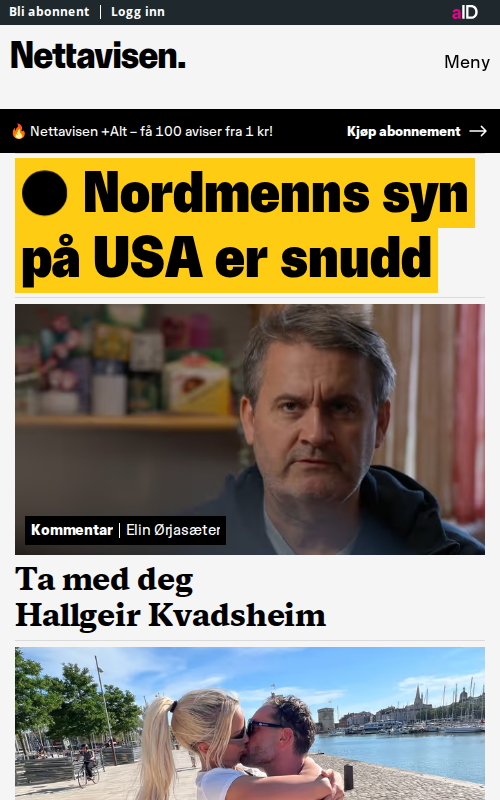 Bli abonnent | Logg inn
aID
Nettavisen.
Meny
🔥 Nettavisen +Alt – få 100 aviser fra 1 kr!
Kjøp abonnement →
● Nordmenns syn
på USA er snudd
Kommentar | Elin Ørjasæter
Ta med deg
Hallgeir Kvadsheim